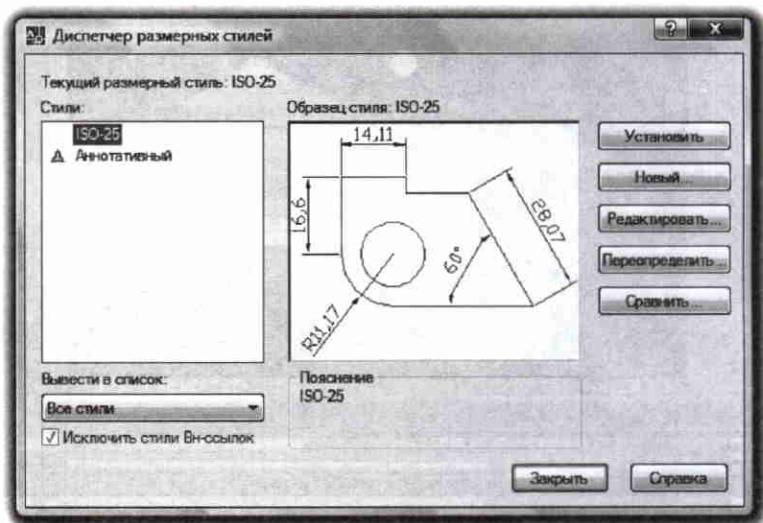 Диспетчер размерных стилей
Текущий размерный стиль: ISO-25
Стили:
ISO-25
Аннотативный
Образец стиля: ISO-25
14,11
16,6
R11,17
60°
28,07
Установить
Новый...
Редактировать...
Переопределить...
Сравнить...
Вывести в список:
Все стили
Исключить стили Вн-ссылок
Пояснение
ISO-25
Закрыть
Справка